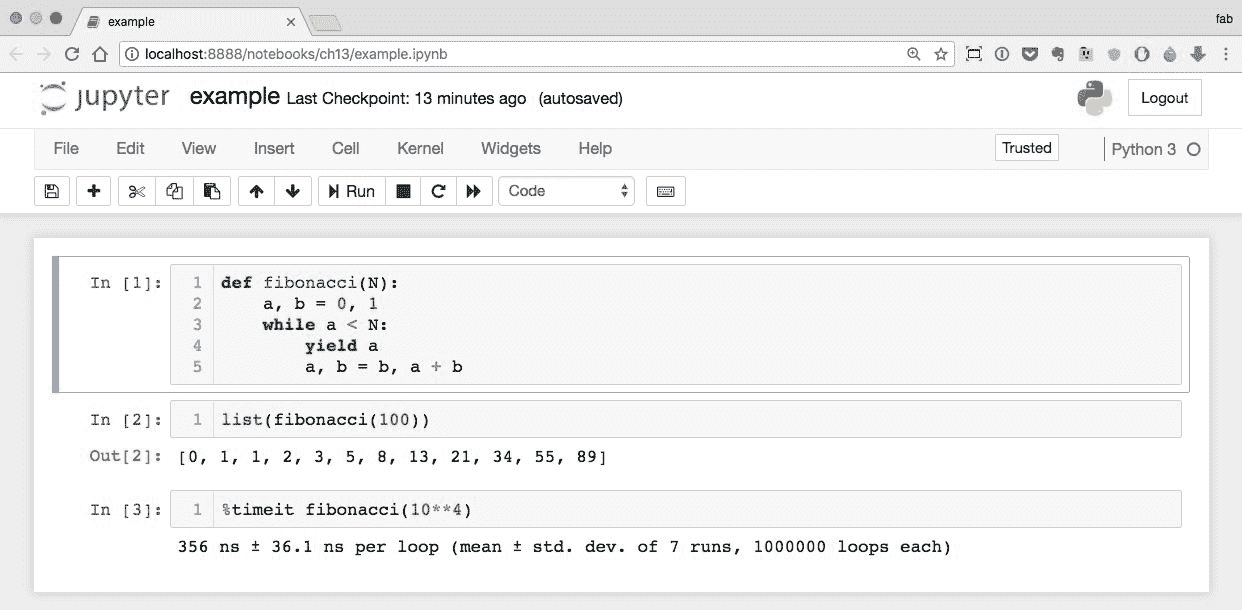 example
fab
localhost:8888/notebooks/ch13/example.ipynb
jupyter example Last Checkpoint: 13 minutes ago (autosaved)
Logout
File Edit View Insert Cell Kernel Widgets Help Trusted Python 3
Run Code
In [1]: 1 def fibonacci(N):
2     a, b = 0, 1
3     while a < N:
4         yield a
5         a, b = b, a + b
In [2]: 1 list(fibonacci(100))
Out[2]: [0, 1, 1, 2, 3, 5, 8, 13, 21, 34, 55, 89]
In [3]: 1 %timeit fibonacci(10**4)
356 ns ± 36.1 ns per loop (mean ± std. dev. of 7 runs, 1000000 loops each)